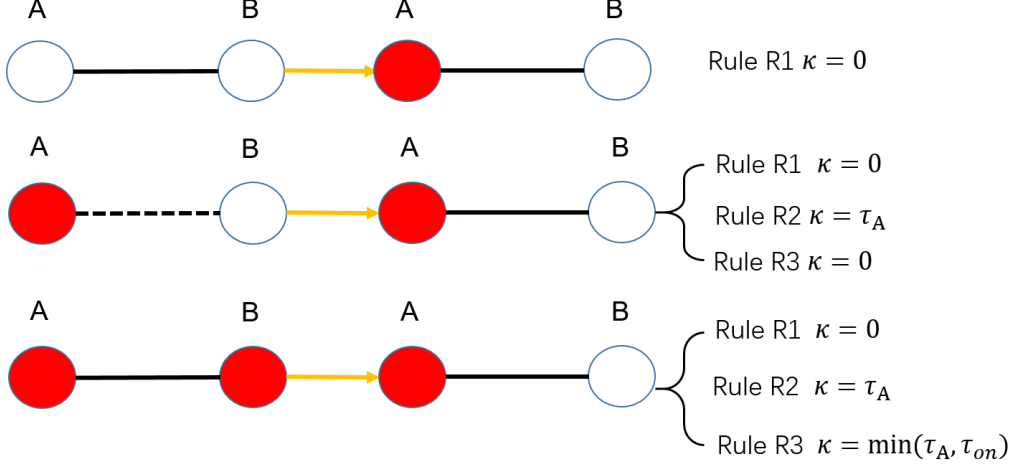 A B A B
Rule R1 κ = 0
A B A B
Rule R1 κ = 0
Rule R2 κ = τ_A
Rule R3 κ = 0
A B A B
Rule R1 κ = 0
Rule R2 κ = τ_A
Rule R3 κ = min(τ_A, τ_on)